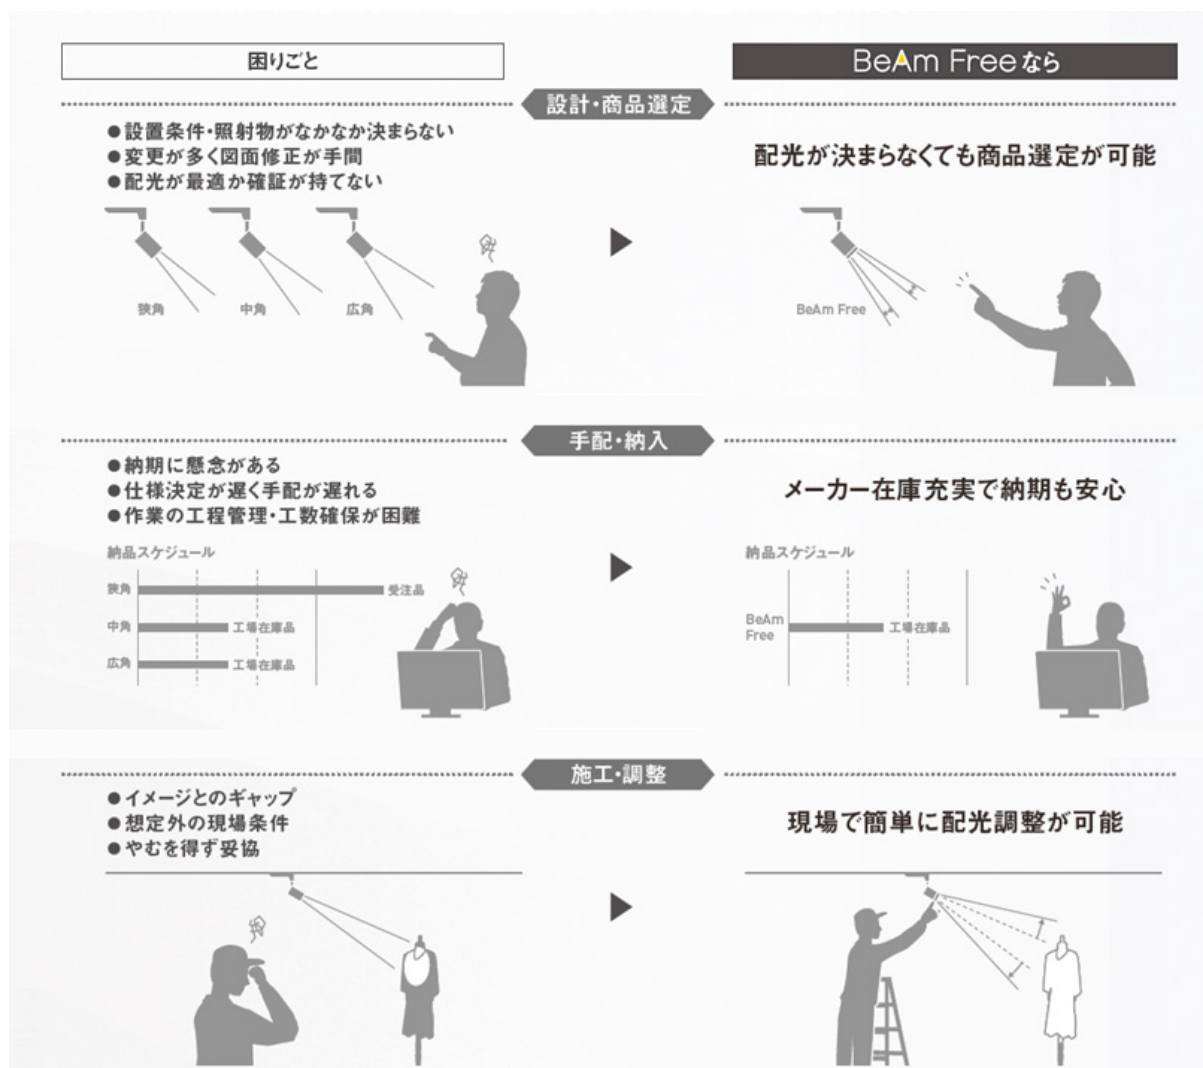 困りごと
BeAm Freeなら
設計・商品選定
●設置条件・照射物がなかなか決まらない
●変更が多く図面修正が手間
●配光が最適か確証が持てない
狭角
中角
広角
配光が決まらなくても商品選定が可能
BeAm Free
手配・納入
●納期に懸念がある
●仕様決定が遅く手配が遅れる
●作業の工程管理・工数確保が困難
納品スケジュール
狭角
受注品
中角
工場在庫品
広角
工場在庫品
メーカー在庫充実で納期も安心
納品スケジュール
BeAm
Free
工場在庫品
施工・調整
●イメージとのギャップ
●想定外の現場条件
●やむを得ず妥協
現場で簡単に配光調整が可能